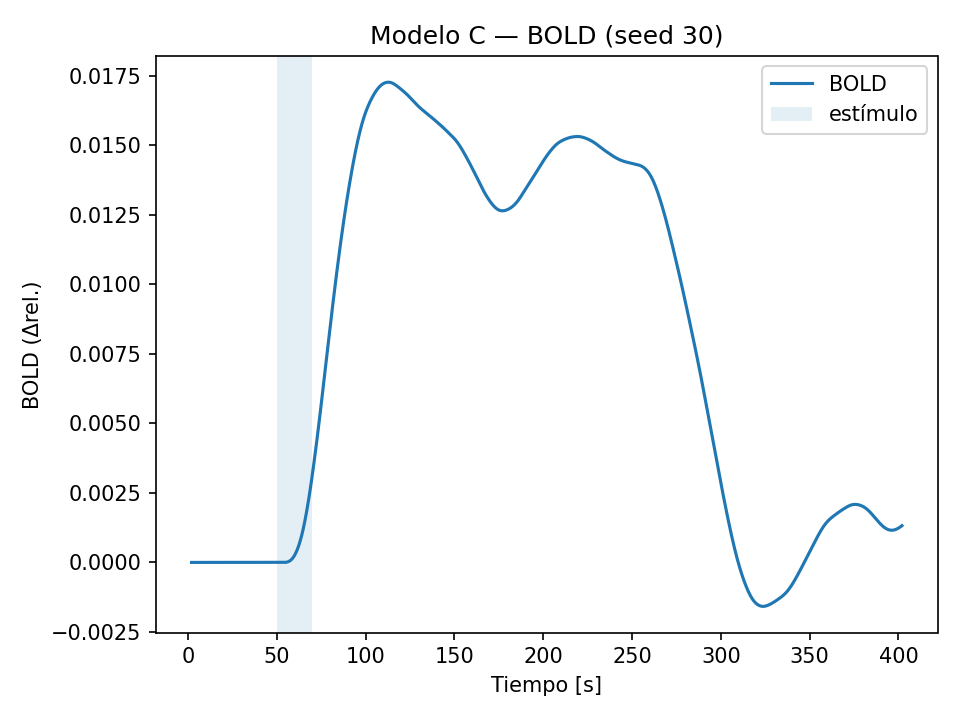 Modelo C — BOLD (seed 30)
BOLD
estímulo
BOLD (Δrel.)
0.0175
0.0150
0.0125
0.0100
0.0075
0.0050
0.0025
0.0000
−0.0025
0 50 100 150 200 250 300 350 400
Tiempo [s]